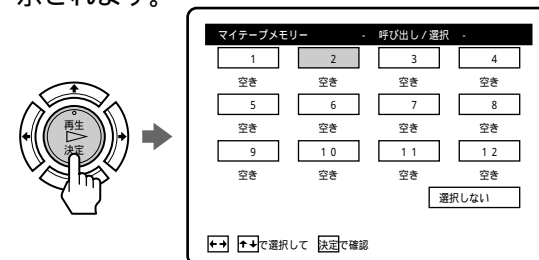 示されます。
マイテープメモリー - 呼び出し / 選択 -
1 2 3 4
空き 空き 空き 空き
5 6 7 8
空き 空き 空き 空き
9 10 11 12
空き 空き 空き 空き
選択しない
再生
決定
←→ ↑↓で選択して 決定で確認